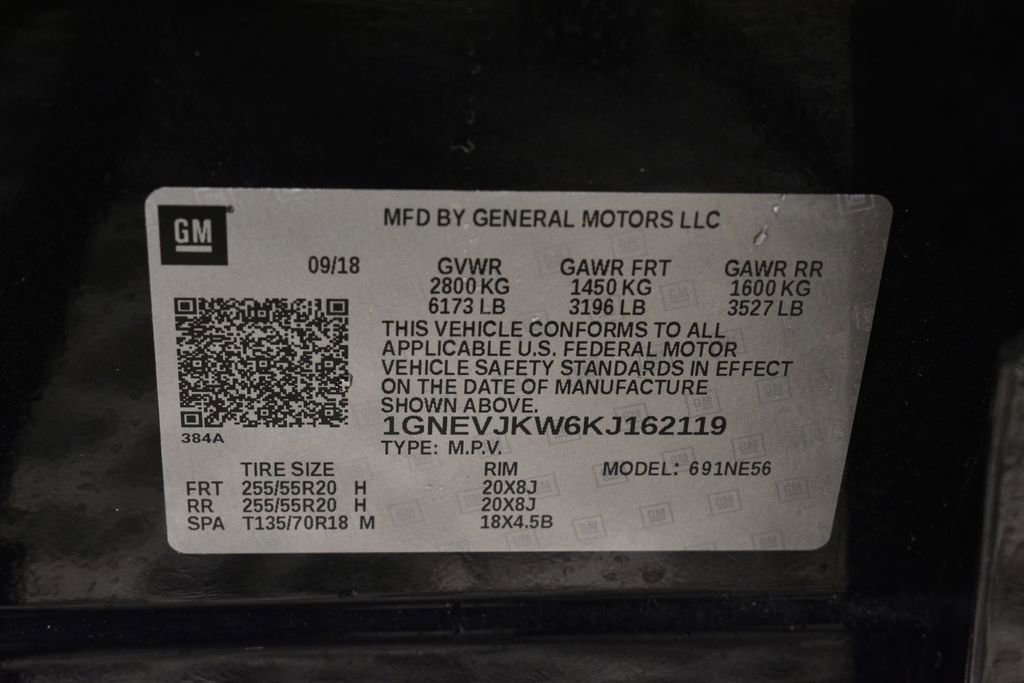 GM
MFD BY GENERAL MOTORS LLC
09/18 GVWR GAWR FRT GAWR RR
2800 KG 1450 KG 1600 KG
6173 LB 3196 LB 3527 LB
THIS VEHICLE CONFORMS TO ALL
APPLICABLE U.S. FEDERAL MOTOR
VEHICLE SAFETY STANDARDS IN EFFECT
ON THE DATE OF MANUFACTURE
SHOWN ABOVE.
1GNEVJKW6KJ162119
384A
TYPE: M.P.V.
TIRE SIZE RIM MODEL: 691NE56
FRT 255/55R20 H 20X8J
RR 255/55R20 H 20X8J
SPA T135/70R18 M 18X4.5B